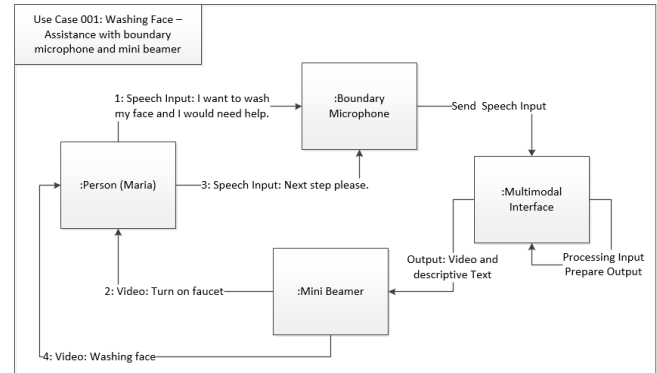 Use Case 001: Washing Face –
Assistance with boundary
microphone and mini beamer
1: Speech Input: I want to wash
my face and I would need help.
:Boundary
Microphone
Send  Speech Input
:Person (Maria)
3: Speech Input: Next step please.
:Multimodal
Interface
Output: Video and
descriptive Text
Processing Input
Prepare Output
2: Video: Turn on faucet
:Mini Beamer
4: Video: Washing face